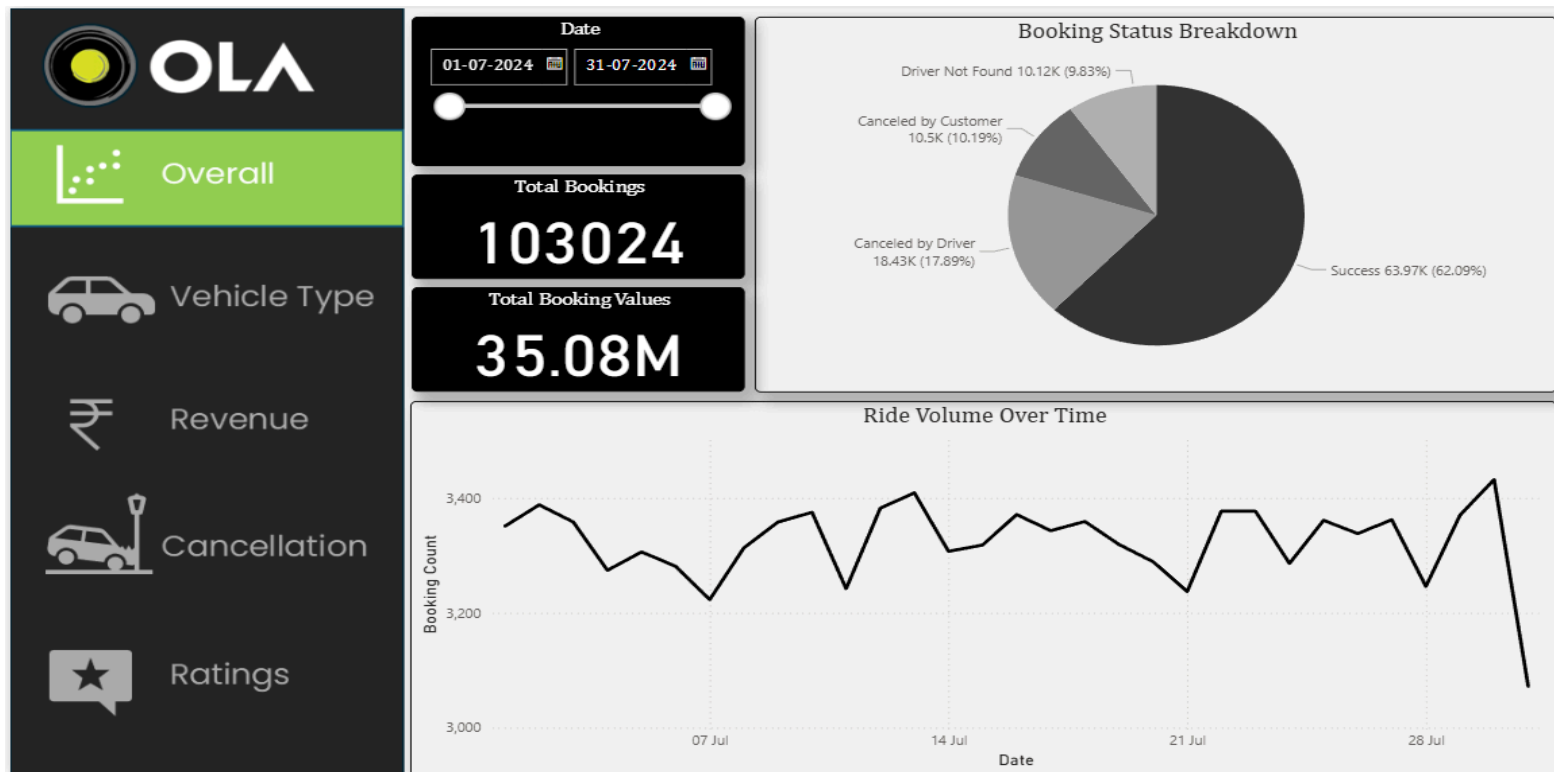 OLA
Overall
Vehicle Type
Revenue
Cancellation
Ratings
Date
01-07-2024
31-07-2024
Total Bookings
103024
Total Booking Values
35.08M
Booking Status Breakdown
Driver Not Found 10.12K (9.83%)
Canceled by Customer
10.5K (10.19%)
Canceled by Driver
18.43K (17.89%)
Success 63.97K (62.09%)
Ride Volume Over Time
Booking Count
3,400
3,200
3,000
07 Jul
14 Jul
21 Jul
28 Jul
Date